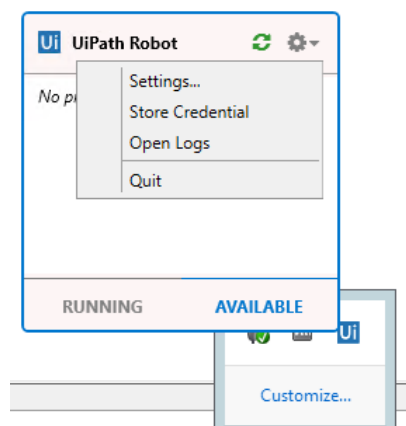 Ui UiPath Robot
Settings...
No p
Store Credential
Open Logs
Quit
RUNNING
AVAILABLE
Ui
Customize...